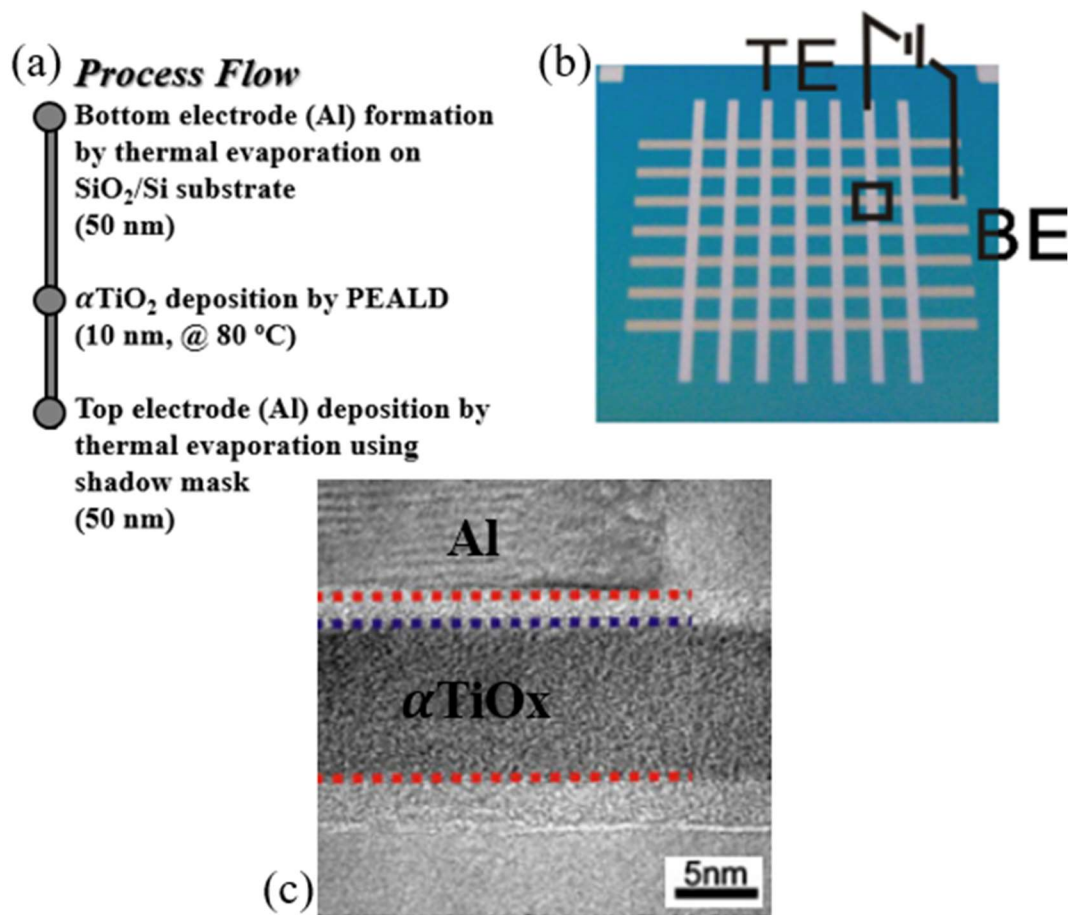 (a) Process Flow
Bottom electrode (Al) formation
by thermal evaporation on
SiO₂/Si substrate
(50 nm)
αTiO₂ deposition by PEALD
(10 nm, @ 80 ºC)
Top electrode (Al) deposition by
thermal evaporation using
shadow mask
(50 nm)
(b)
TE
BE
Al
αTiOx
5nm
(c)